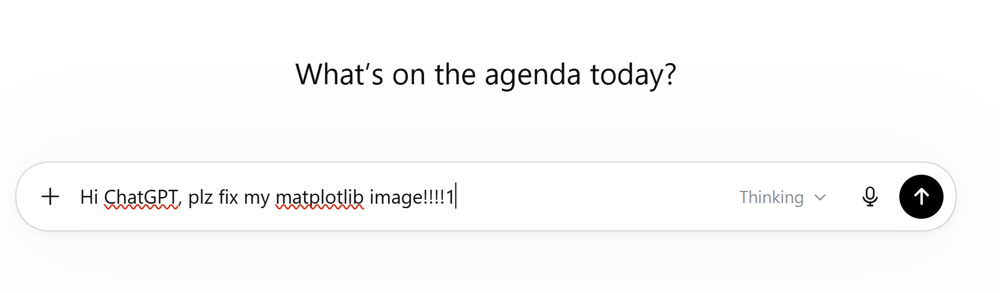 What's on the agenda today?
Hi ChatGPT, plz fix my matplotlib image!!!!1
Thinking